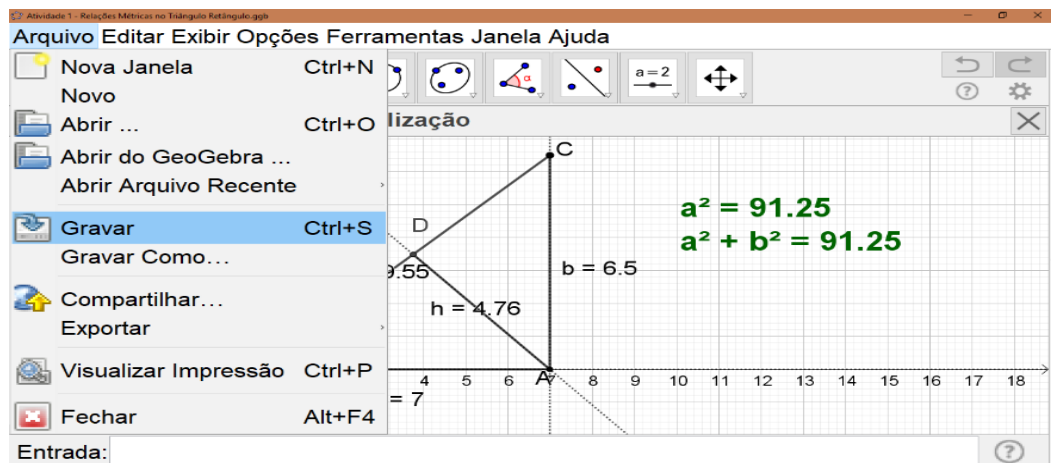 Atividade 1 - Relações Métricas no Triângulo Retângulo.ggb
Arquivo Editar Exibir Opções Ferramentas Janela Ajuda
Nova Janela Ctrl+N
Novo
Abrir ... Ctrl+O
Abrir do GeoGebra ...
Abrir Arquivo Recente
Gravar Ctrl+S
Gravar Como...
Compartilhar...
Exportar
Visualizar Impressão Ctrl+P
Fechar Alt+F4
a = 2
lização
C
D
a² = 91.25
a² + b² = 91.25
9.55
b = 6.5
h = 4.76
A
4 5 6 7 8 9 10 11 12 13 14 15 16 17 18
= 7
Entrada: